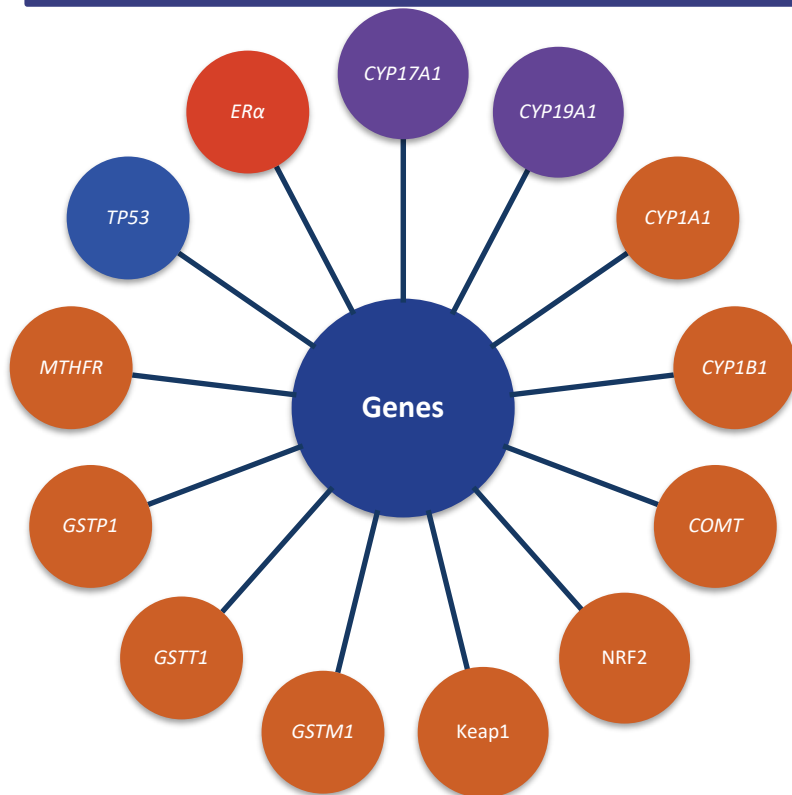 CYP17A1
CYP19A1
ERα
CYP1A1
TP53
MTHFR
CYP1B1
Genes
GSTP1
COMT
GSTT1
NRF2
GSTM1
Keap1